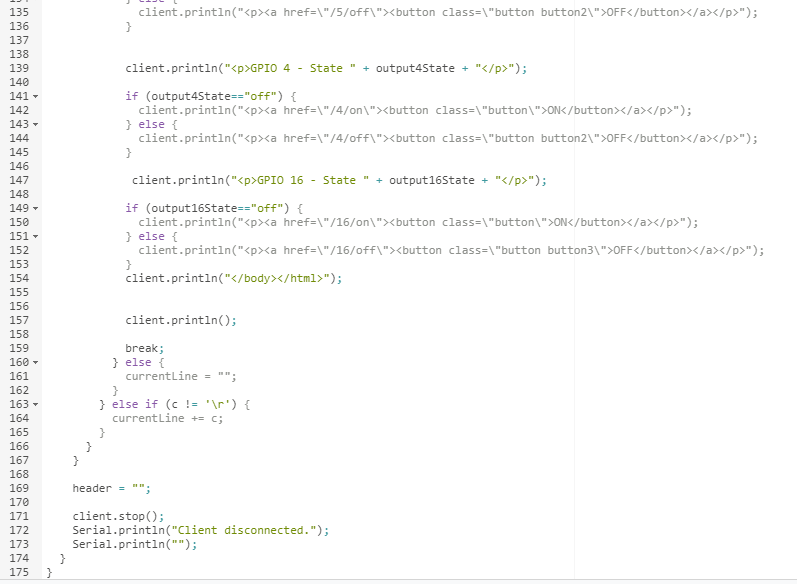 134 } else {
135 client.println("<p><a href=\"/5/off\"><button class=\"button button2\">OFF</button></a></p>");
136 }
137
138
139 client.println("<p>GPIO 4 - State " + output4State + "</p>");
140
141 if (output4State=="off") {
142 client.println("<p><a href=\"/4/on\"><button class=\"button\">ON</button></a></p>");
143 } else {
144 client.println("<p><a href=\"/4/off\"><button class=\"button button2\">OFF</button></a></p>");
145 }
146
147 client.println("<p>GPIO 16 - State " + output16State + "</p>");
148
149 if (output16State=="off") {
150 client.println("<p><a href=\"/16/on\"><button class=\"button\">ON</button></a></p>");
151 } else {
152 client.println("<p><a href=\"/16/off\"><button class=\"button button3\">OFF</button></a></p>");
153 }
154 client.println("</body></html>");
155
156
157 client.println();
158
159 break;
160 } else {
161 currentLine = "";
162 }
163 } else if (c != '\r') {
164 currentLine += c;
165 }
166 }
167 }
168
169 header = "";
170
171 client.stop();
172 Serial.println("Client disconnected.");
173 Serial.println("");
174 }
175 }